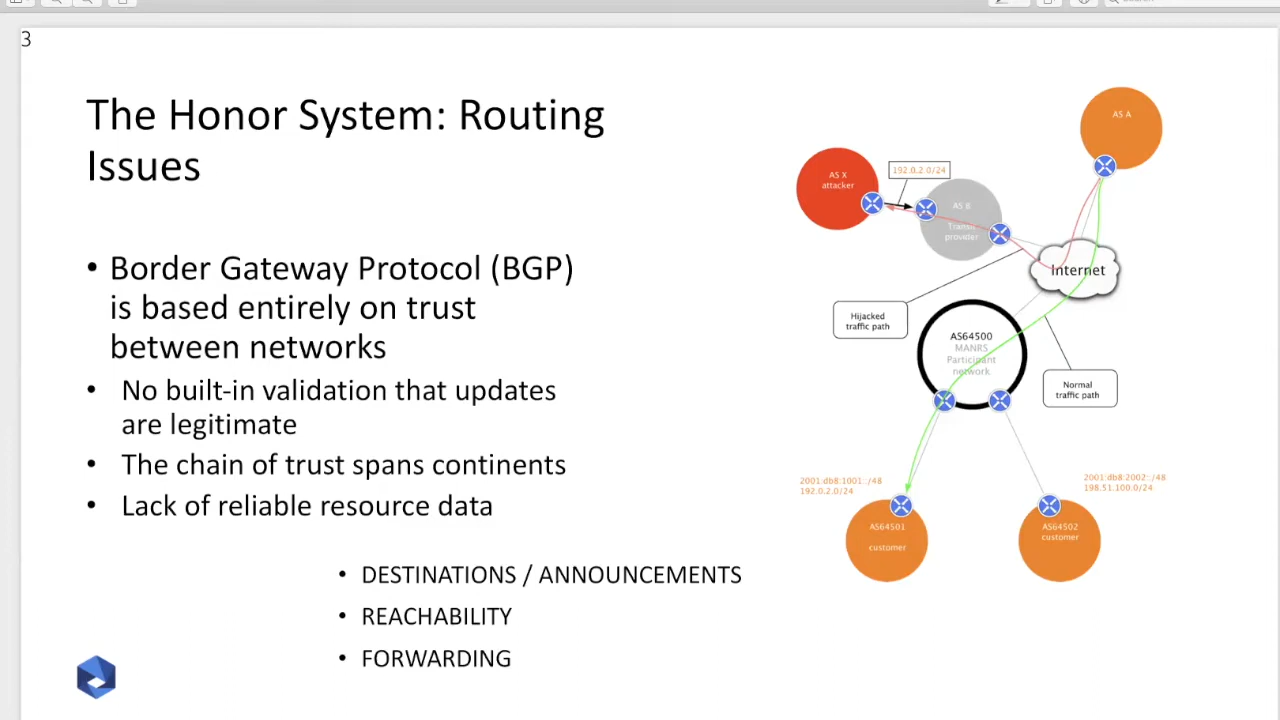 3
The Honor System: Routing
Issues
• Border Gateway Protocol (BGP)
is based entirely on trust
between networks
• No built-in validation that updates
are legitimate
• The chain of trust spans continents
• Lack of reliable resource data
• DESTINATIONS / ANNOUNCEMENTS
• REACHABILITY
• FORWARDING
AS A
AS X
attacker
192.0.2.0/24
AS B
Transit
provider
Internet
Hijacked
traffic path
AS64500
MANRS
Participant
network
Normal
traffic path
2001:db8:1001::/48
192.0.2.0/24
2001:db8:2002::/48
198.51.100.0/24
AS64501
customer
AS64502
customer